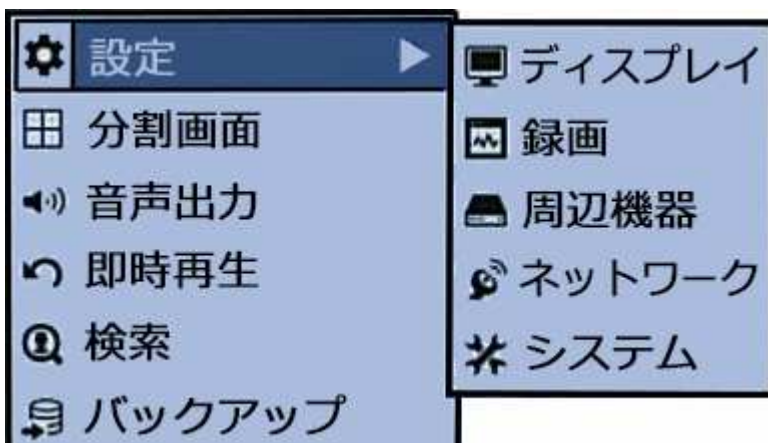 設定
分割画面
音声出力
即時再生
検索
バックアップ
ディスプレイ
録画
周辺機器
ネットワーク
システム